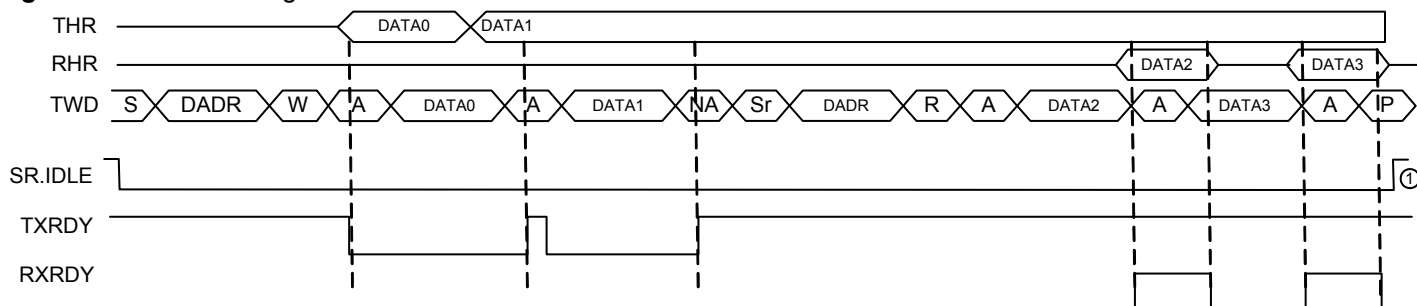 THR DATA0 DATA1
RHR DATA2 DATA3
TWD S DADR W A DATA0 A DATA1 NA Sr DADR R A DATA2 A DATA3 A P
SR.IDLE 1
TXRDY
RXRDY